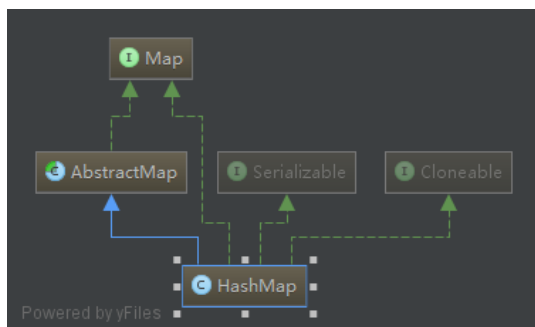 I Map
C AbstractMap
I Serializable
I Cloneable
C HashMap
Powered by yFiles